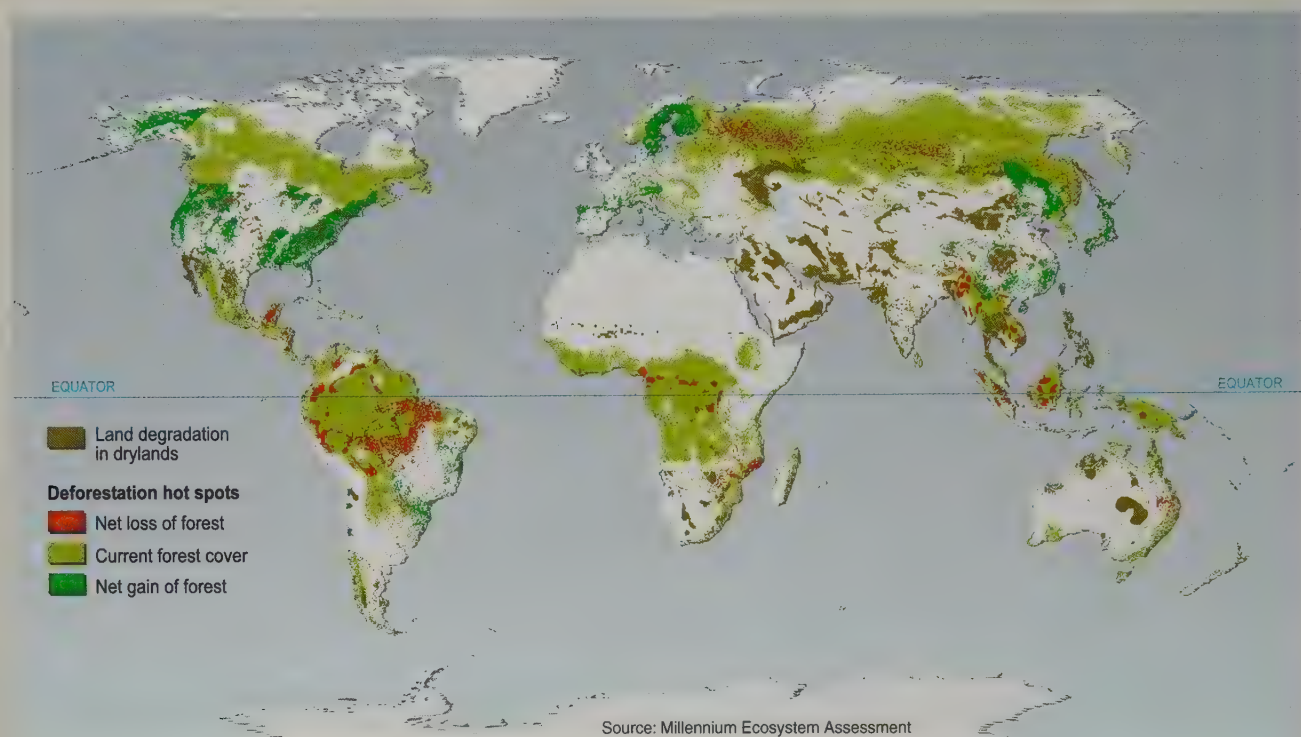 EQUATOR
EQUATOR
Land degradation
in drylands
Deforestation hot spots
Net loss of forest
Current forest cover
Net gain of forest
Source: Millennium Ecosystem Assessment